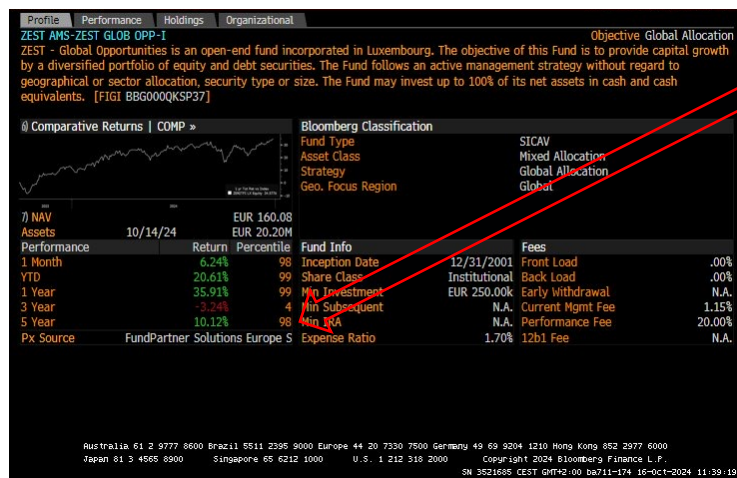 Profile Performance Holdings Organizational
ZEST AMS-ZEST GLOB OPP-I Objective Global Allocation
ZEST - Global Opportunities is an open-end fund incorporated in Luxembourg. The objective of this Fund is to provide capital growth
by a diversified portfolio of equity and debt securities. The Fund follows an active management strategy without regard to
geographical or sector allocation, security type or size. The Fund may invest up to 100% of
its net assets in cash and cash
equivalents. [FIGI BBG000QKSP37]
6) Comparative Returns | COMP » Bloomberg Classification
Fund Type SICAV
Asset Class Mixed Allocation
Strategy Global Allocation
Geo. Focus Region Global
7) NAV EUR 160.08
Assets 10/14/24 EUR 20.20M
Performance Return Percentile Fund Info Fees
1 Month 6.24% 98 Inception Date 12/31/2001 Front Load .00%
YTD 20.61% 99 Share Class Institutional Back Load .00%
1 Year 35.91% 99 Min Investment EUR 250.00k Early Withdrawal N.A.
3 Year -3.24% 4 Min Subsequent N.A. Current Mgmt Fee 1.15%
5 Year 10.12% 98 Min IRA N.A. Performance Fee 20.00%
Px Source FundPartner Solutions Europe S Expense Ratio 1.70% 12b1 Fee N.A.
Australia 61 2 9777 8600 Brazil 5511 2395 9000 Europe 44 20 7330 7500 Germany 49 69 9204 1210 Hong Kong 852 2977 6000
Japan 81 3 4565 8900 Singapore 65 6212 1000 U.S. 1 212 318 2000 Copyright 2024 Bloomberg Finance L.P.
SN 3521685 CEST GMT+2:00 ba711-174 16-Oct-2024 11:39:19